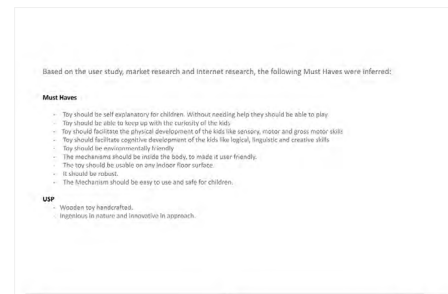 Based on the user study, market research and Internet research, the following Must Haves were Inferred:
Must Haves
- Toy should be self explanatory for children. Without needing help they should be able to play.
- Toy should be able to keep up with the curiosity of the kids
- Toy should facilitate the physical development of the kids like sensory, motor and gross motor skills
- Toy should facilitate cognitive development of the kids like logical, linguistic and creative skills
- Toy should be environmentally friendly
- The mechanisms should be inside the body, to made it user friendly.
- The toy should be usable on any indoor floor surface.
- It should be robust.
- The Mechanism should be easy to use and safe for children.
USP
- Wooden toy handcrafted.
- Ingenious in nature and innovative in approach.